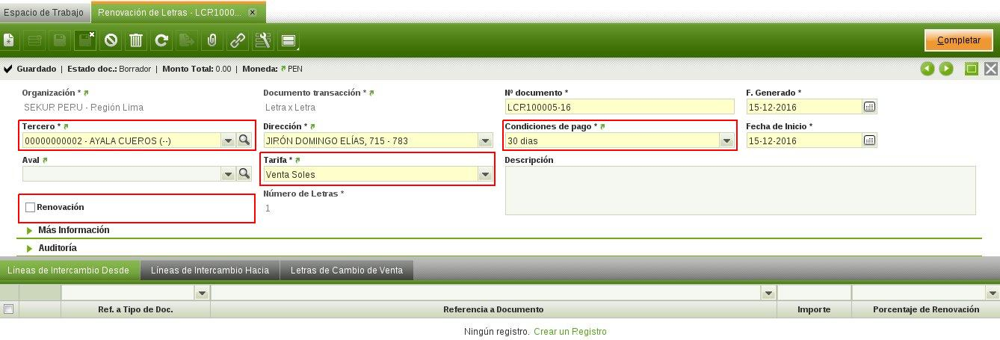 Espacio de Trabajo
Renovación de Letras - LCR1000...
Completar
Guardado | Estado doc.: Borrador | Monto Total: 0.00 | Moneda: PEN
Organización *
Documento transacción *
Nº documento *
F. Generado *
SEKUR PERU - Región Lima
Letra x Letra
LCR100005-16
15-12-2016
Tercero *
Dirección *
Condiciones de pago *
Fecha de Inicio *
00000000002 - AYALA CUEROS (--)
JIRÓN DOMINGO ELÍAS, 715 - 783
30 dias
15-12-2016
Aval
Tarifa *
Descripción
Venta Soles
Número de Letras *
Renovación
1
Más Información
Auditoría
Líneas de Intercambio Desde
Líneas de Intercambio Hacia
Letras de Cambio de Venta
Ref. a Tipo de Doc.
Referencia a Documento
Importe
Porcentaje de Renovación
Ningún registro. Crear un Registro